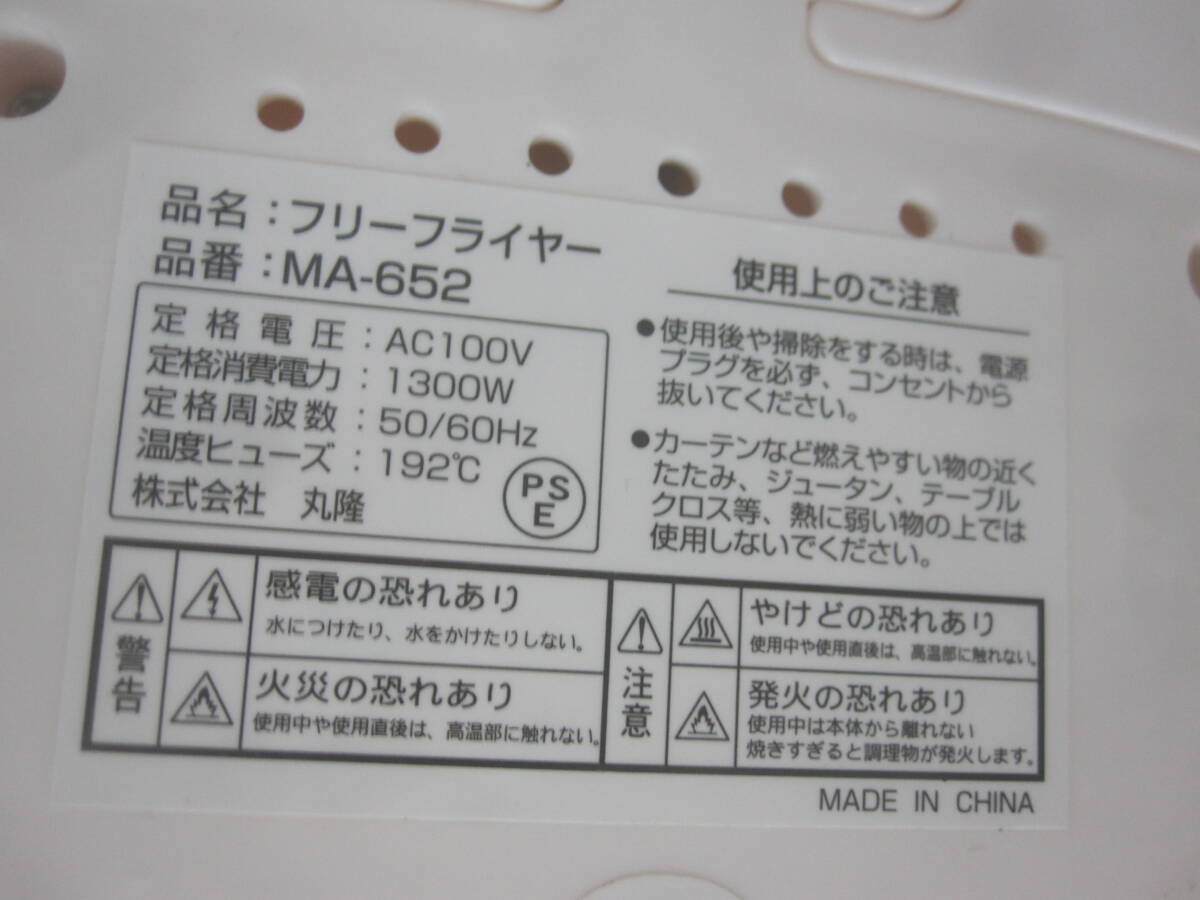 品名:フリーフライヤー
品番:MA-652
定格電圧:AC100V
定格消費電力:1300W
定格周波数:50/60Hz
温度ヒューズ:192℃
株式会社 丸隆
PS
E
使用上のご注意
●使用後や掃除をする時は、電源
プラグを必ず、コンセントから
抜いてください。
●カーテンなど燃えやすい物の近く
たたみ、ジュータン、テーブル
クロス等、熱に弱い物の上では
使用しないでください。
警告
感電の恐れあり
水につけたり、水をかけたりしない。
火災の恐れあり
使用中や使用直後は、高温部に触れない。
注意
やけどの恐れあり
使用中や使用直後は、高温部に触れない。
発火の恐れあり
使用中は本体から離れない
焼きすぎると調理物が発火します。
MADE IN CHINA